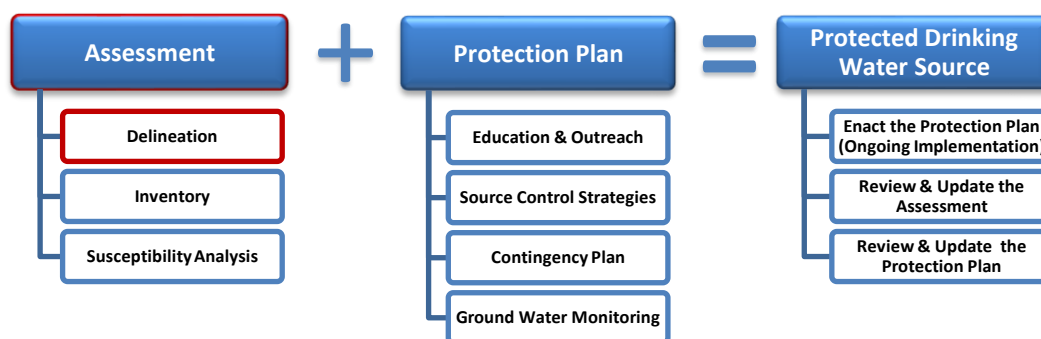 Assessment
Delineation
Inventory
Susceptibility Analysis
+
Protection Plan
Education & Outreach
Source Control Strategies
Contingency Plan
Ground Water Monitoring
=
Protected Drinking
Water Source
Enact the Protection Plan
(Ongoing Implementation)
Review & Update the
Assessment
Review & Update the
Protection Plan